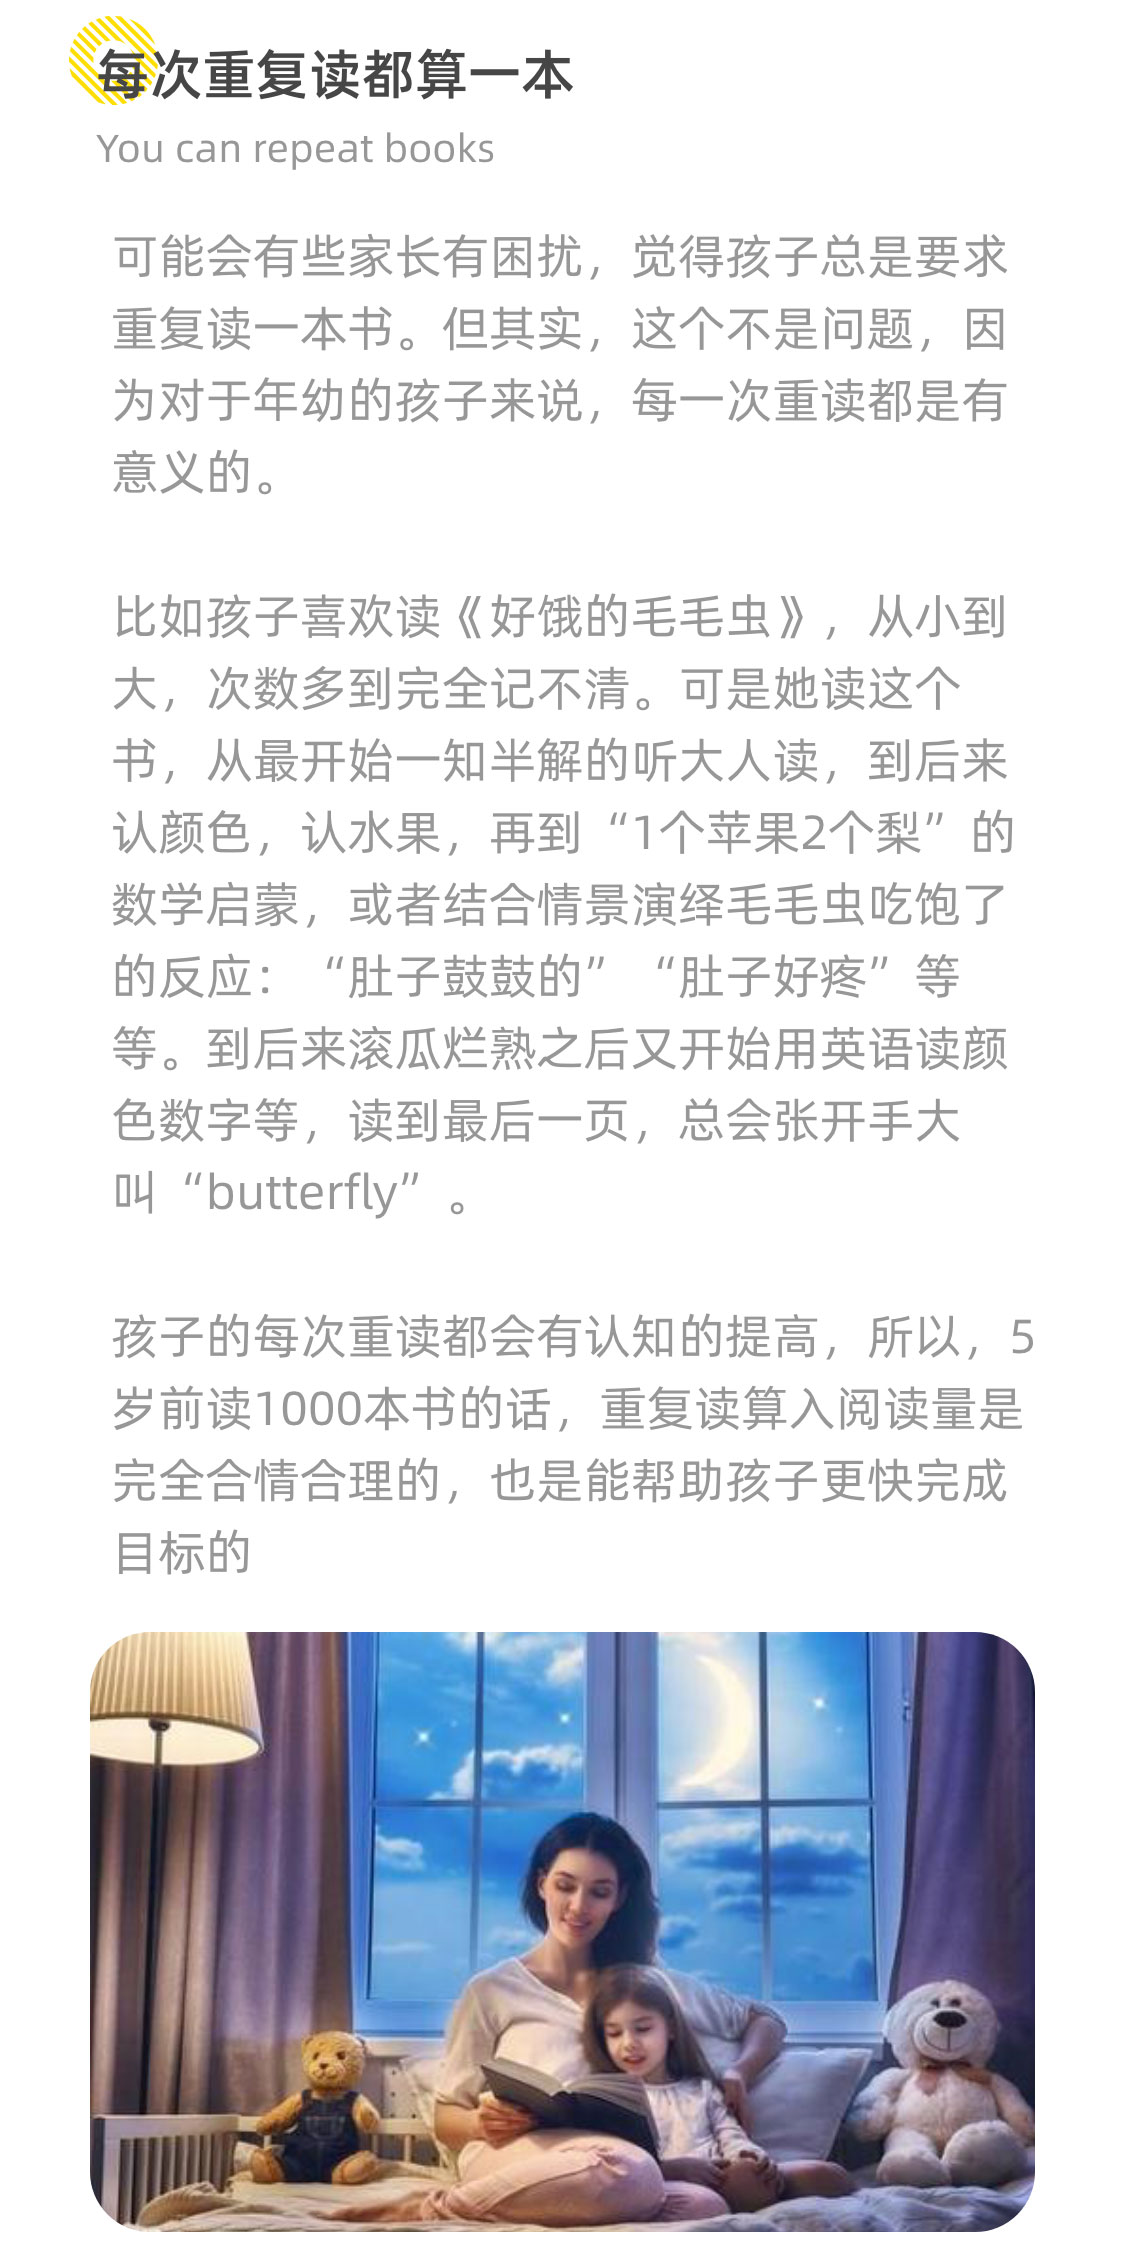 每次重复读都算一本
You can repeat books
可能会有些家长有困扰，觉得孩子总是要求
重复读一本书。但其实，这个不是问题，因
为对于年幼的孩子来说，每一次重读都是有
意义的。
比如孩子喜欢读《好饿的毛毛虫》，从小到
大，次数多到完全记不清。可是她读这个
书，从最开始一知半解的听大人读，到后来
认颜色，认水果，再到“1个苹果2个梨”的
数学启蒙，或者结合情景演绎毛毛虫吃饱了
的反应：“肚子鼓鼓的”“肚子好疼”等
等。到后来滚瓜烂熟之后又开始用英语读颜
色数字等，读到最后一页，总会张开手大
叫“butterfly”。
孩子的每次重读都会有认知的提高，所以，5
岁前读1000本书的话，重复读算入阅读量是
完全合情合理的，也是能帮助孩子更快完成
目标的